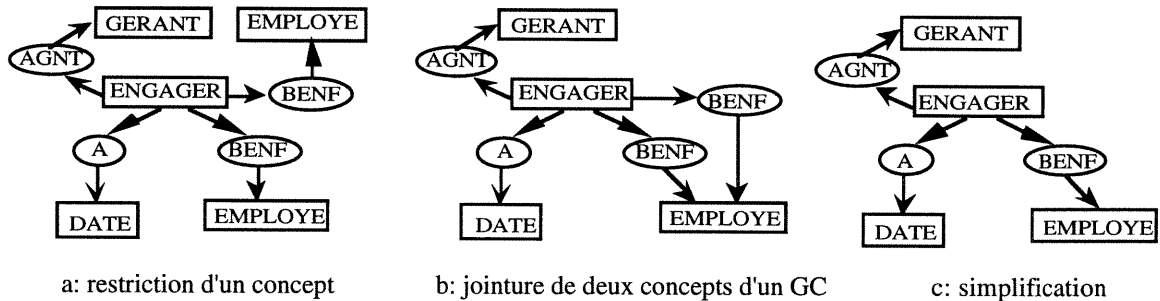 GERANT
EMPLOYE
AGNT
ENGAGER
BENF
A
BENF
DATE
EMPLOYE
a: restriction d'un concept
GERANT
AGNT
ENGAGER
BENF
A
BENF
DATE
EMPLOYE
b: jointure de deux concepts d'un GC
GERANT
AGNT
ENGAGER
A
BENF
DATE
EMPLOYE
c: simplification